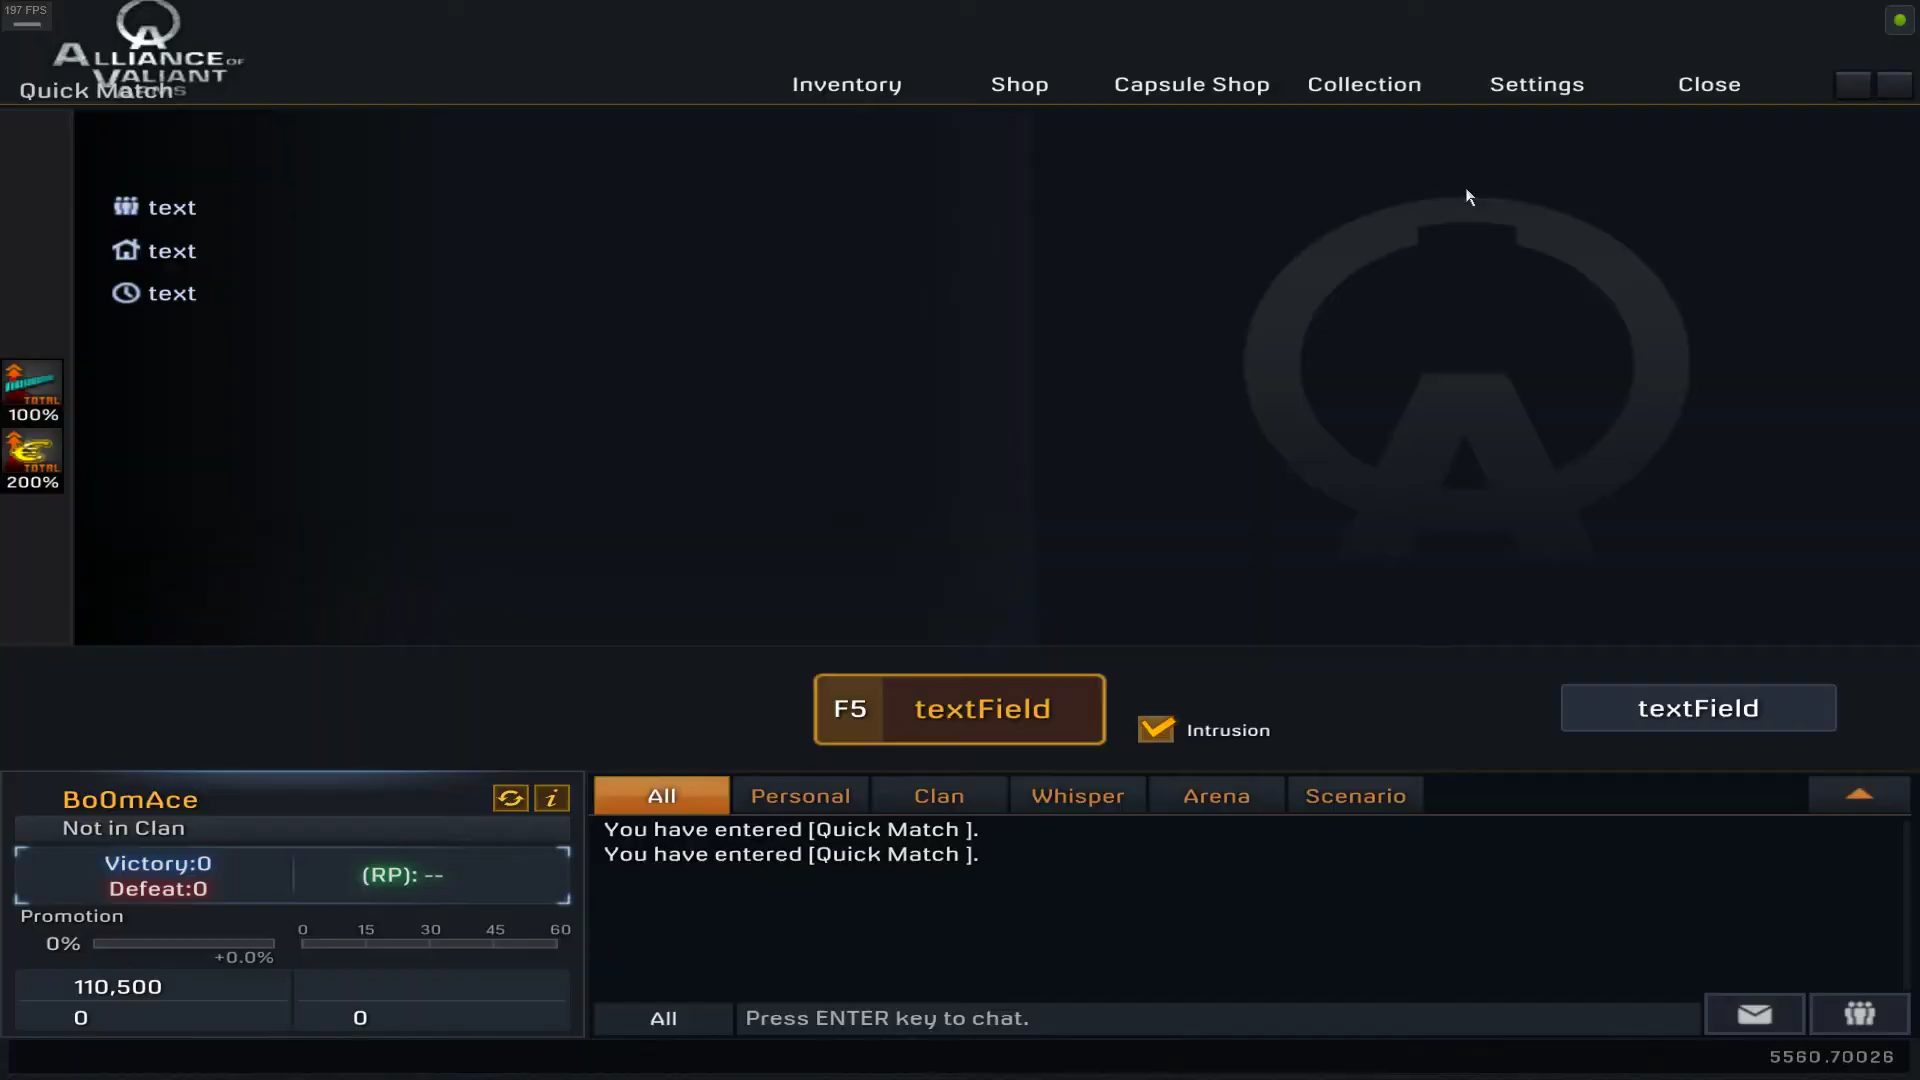 197 FPS
ALLIANCE OF
VALIANT
ARMS
Quick Match
Inventory
Shop
Capsule Shop
Collection
Settings
Close
text
text
text
TOTAL
100%
TOTAL
200%
F5 textField
Intrusion
textField
Bo0mAce
Not in Clan
Victory:0
Defeat:0
(RP): --
Promotion
0%
+0.0%
0 15 30 45 60
110,500
0
0
All Personal Clan Whisper Arena Scenario
You have entered [Quick Match ].
You have entered [Quick Match ].
All
Press ENTER key to chat.
5560.70026